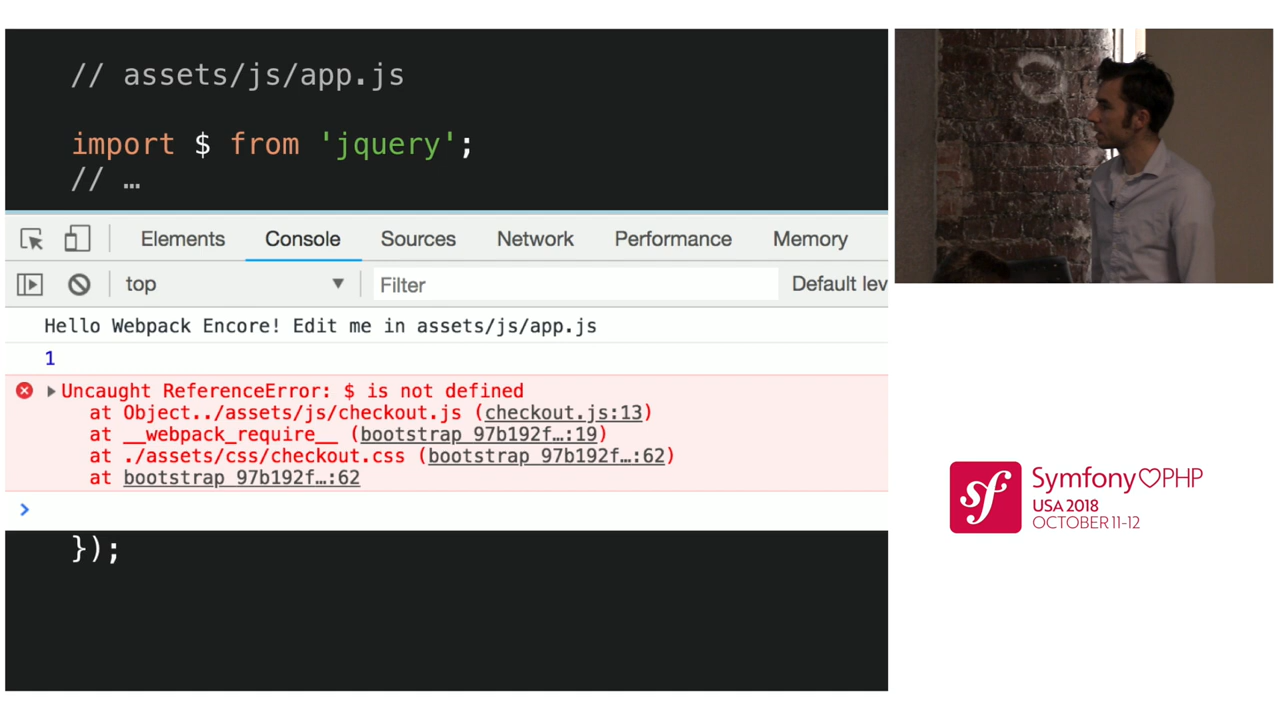 // assets/js/app.js
import $ from 'jquery';
// …
Elements Console Sources Network Performance Memory
top ▼ Filter Default lev
Hello Webpack Encore! Edit me in assets/js/app.js
1
Uncaught ReferenceError: $ is not defined
at Object../assets/js/checkout.js (checkout.js:13)
at __webpack_require__ (bootstrap 97b192f…:19)
at ./assets/css/checkout.css (bootstrap 97b192f…:62)
at bootstrap 97b192f…:62
>
});
sf
Symfony♡PHP
USA 2018
OCTOBER 11-12